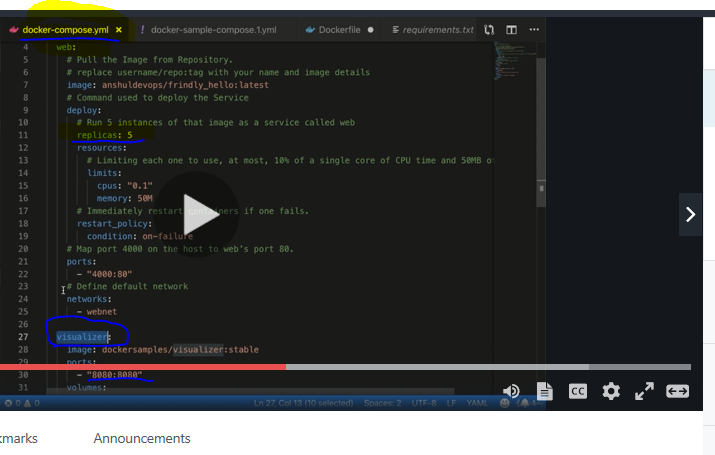 docker-compose.yml × ! docker-sample-compose.1.yml Dockerfile ● requirements.txt ...
4 web:
5 # Pull the Image from Repository.
6 # replace username/repo:tag with your name and image details
7 image: anshuldevops/frindly_hello:latest
8 # Command used to deploy the Service
9 deploy:
10 # Run 5 instances of that image as a service called web
11 replicas: 5
12 resources:
13 # Limiting each one to use, at most, 10% of a single core of CPU time and 50MB of
14 limits:
15 cpus: "0.1"
16 memory: 50M
17 # Immediately restart containers if one fails.
18 restart_policy:
19 condition: on-failure
20 # Map port 4000 on the host to web's port 80.
21 ports:
22 - "4000:80"
23 # Define default network
24 networks:
25 - webnet
26
27 visualizer:
28 image: dockersamples/visualizer:stable
29 ports:
30 - "8080:8080"
31 volumes:
CC
0 0 Ln 27, Col 13 (10 selected) Spaces: 2 UTF-8 LF YAML
kmarks Announcements